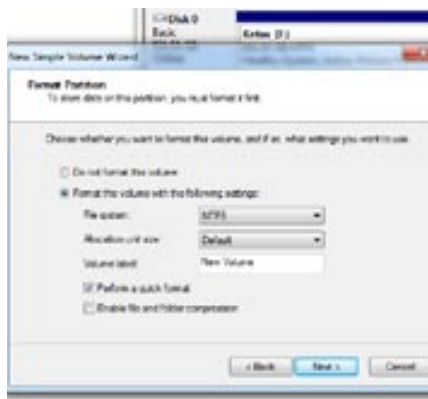 Disk 0
Basic
New Simple Volume Wizard
Format Partition
To store data on this partition, you must format it first.
Choose whether you want to format this volume, and if so, what settings you want to use.
Do not format this volume
Format this volume with the following settings:
File system: NTFS
Allocation unit size: Default
Volume label: New Volume
Perform a quick format
Enable file and folder compression
< Back Next > Cancel